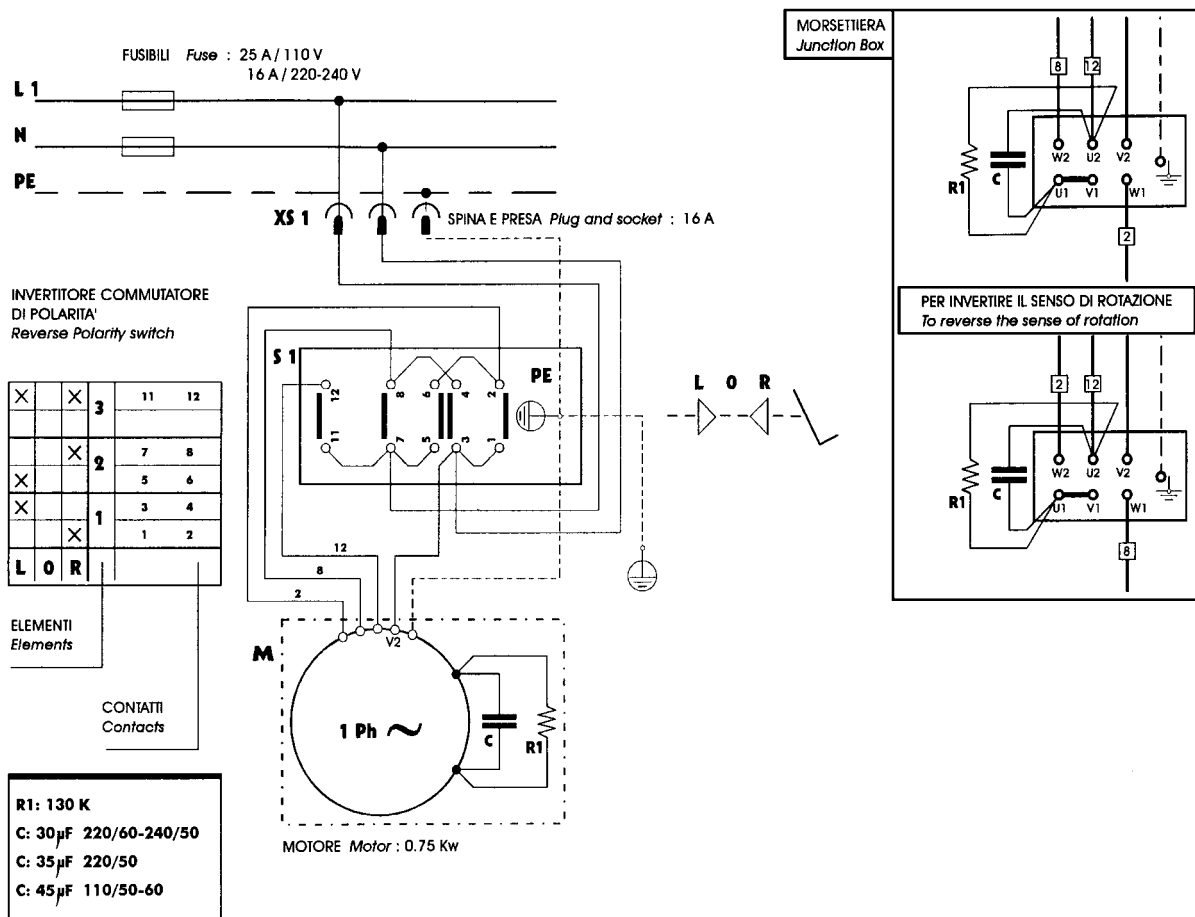 FUSIBILI Fuse : 25 A / 110 V
16 A / 220-240 V
L 1
N
PE
XS 1
SPINA E PRESA Plug and socket : 16 A
INVERTITORE COMMUTATORE
DI POLARITA'
Reverse Polarity switch
S 1
PE
12
8
6
4
2
11
7
5
3
1
L O R
3 11 12
2 7 8
5 6
1 3 4
1 2
L O R
ELEMENTI
Elements
CONTATTI
Contacts
12
8
2
V2
M
1 Ph
C
R1
MOTORE Motor : 0.75 Kw
R1: 130 K
C: 30µF 220/60-240/50
C: 35µF 220/50
C: 45µF 110/50-60
MORSETTIERA
Junction Box
8 12
R1
C
W2 U2 V2
U1 V1 W1
2
PER INVERTIRE IL SENSO DI ROTAZIONE
To reverse the sense of rotation
2 12
R1
C
W2 U2 V2
U1 V1 W1
8